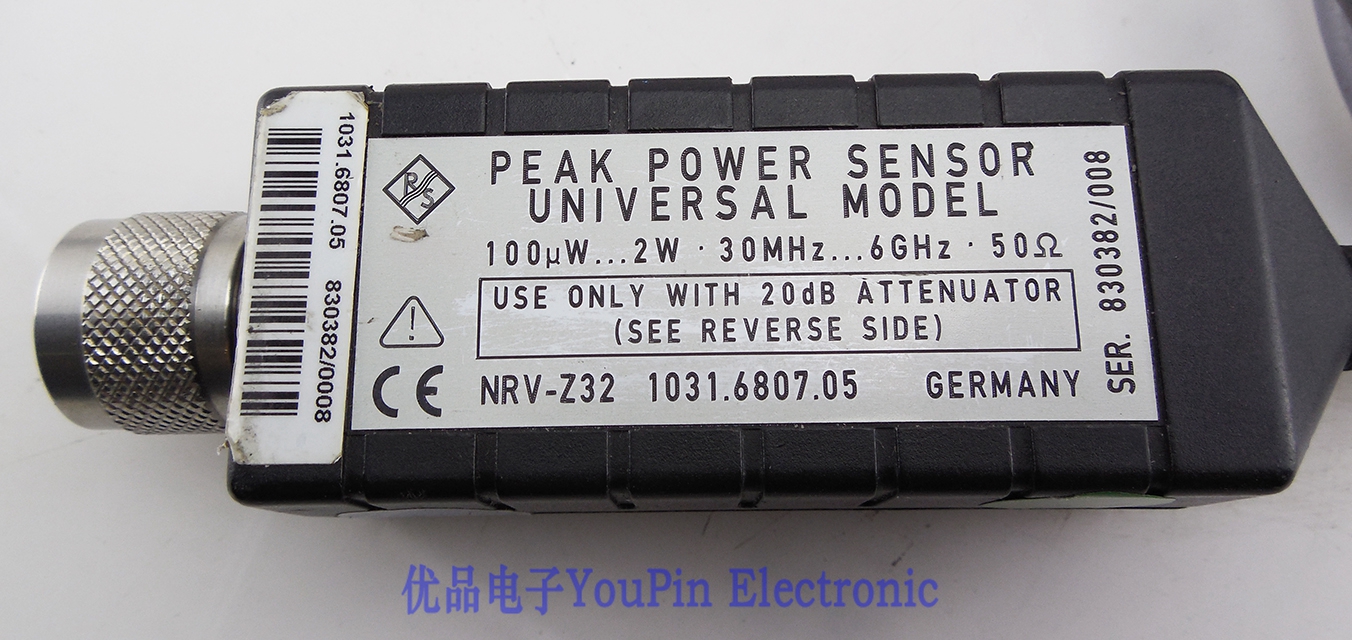 1031.6807.05 830382/0008
R&S
PEAK POWER SENSOR
UNIVERSAL MODEL
100µW...2W · 30MHz...6GHz · 50Ω
USE ONLY WITH 20dB ATTENUATOR
(SEE REVERSE SIDE)
CE NRV-Z32 1031.6807.05 GERMANY
SER. 830382/008
优品电子YouPin Electronic